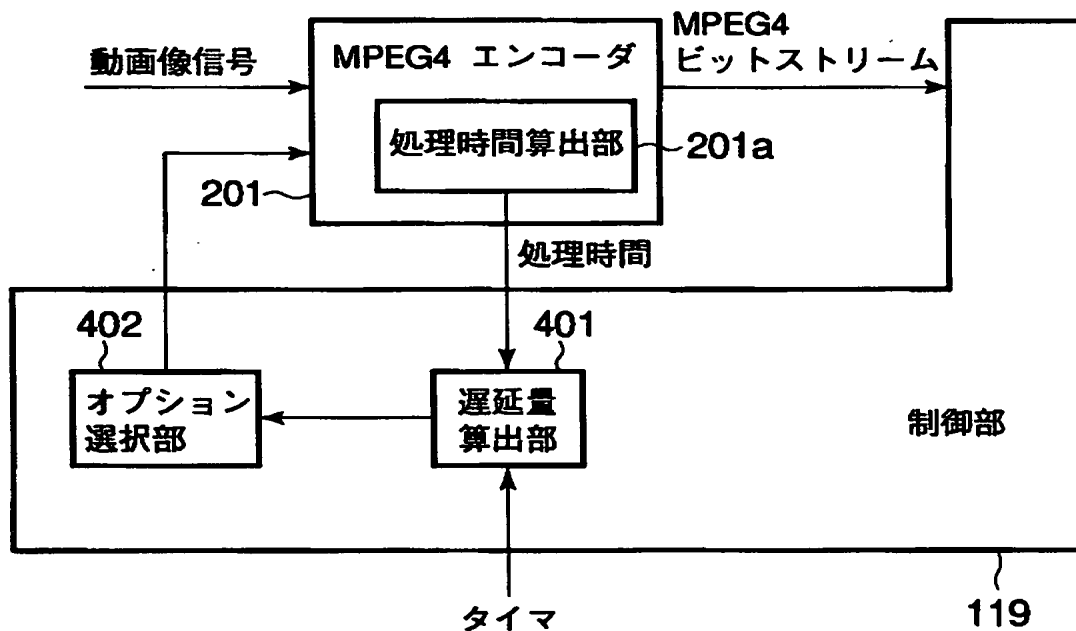 MPEG4
ビットストリーム
動画像信号
MPEG4 エンコーダ
処理時間算出部
201a
201
処理時間
402
401
オプション
選択部
遅延量
算出部
制御部
タイマ
119